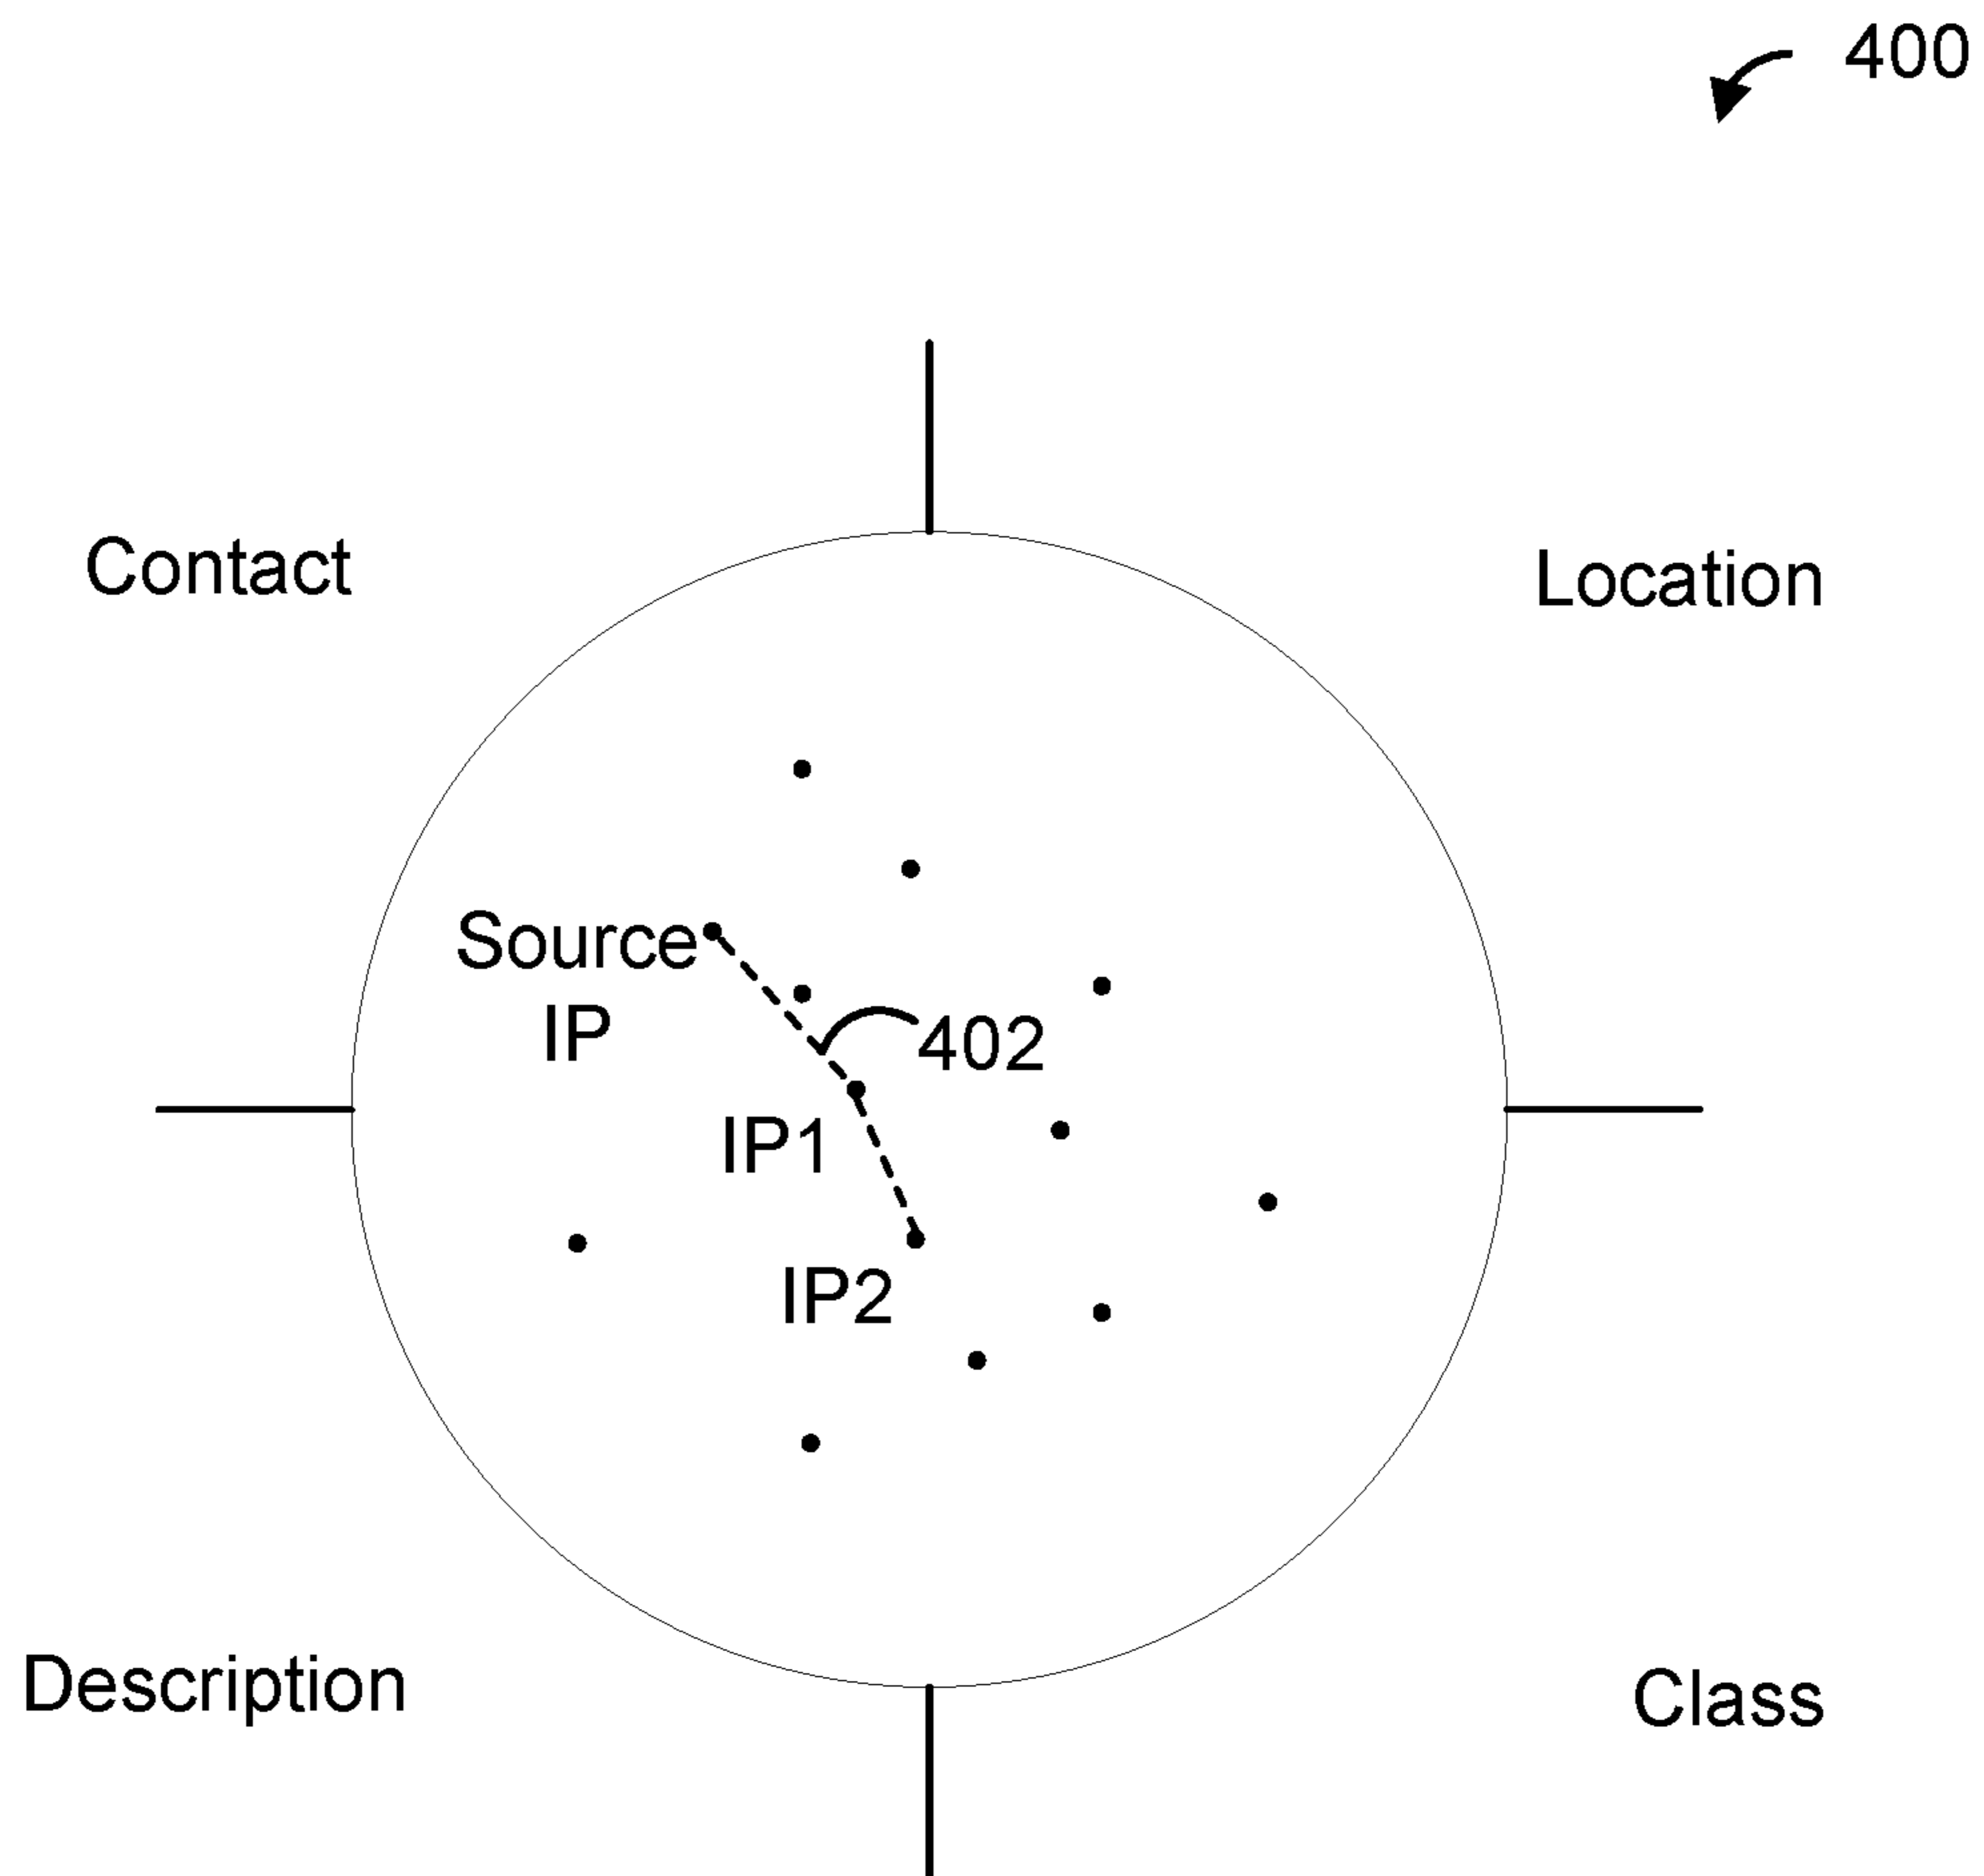 400
Contact
Location
Source
IP
402
IP1
IP2
Description
Class